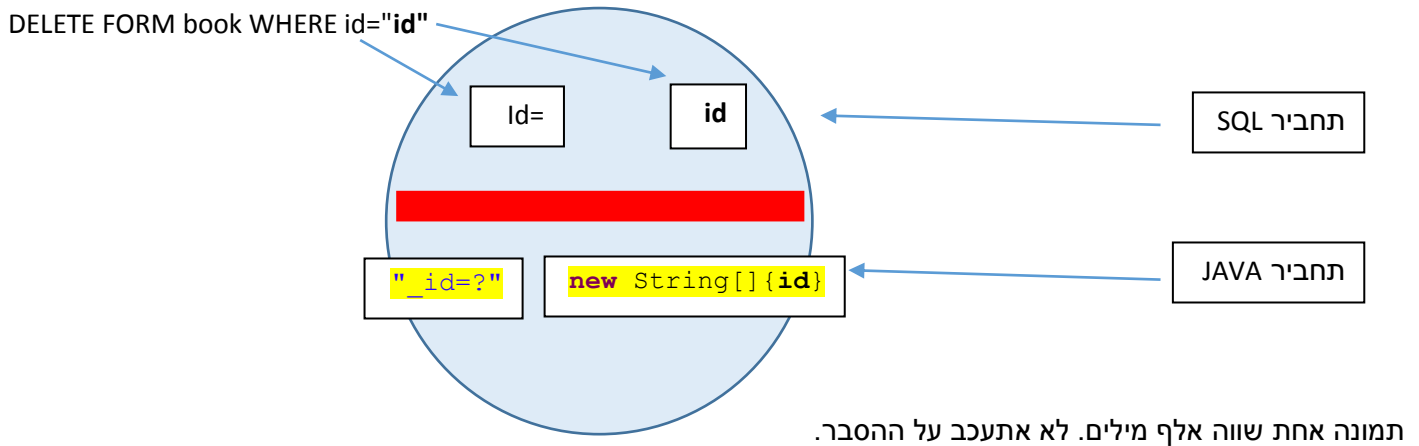 DELETE FORM book WHERE id="id"
Id=
id
תחביר SQL
"_id=?"
new String[]{id}
תחביר JAVA
תמונה אחת שווה אלף מילים. לא אתעכב על ההסבר.